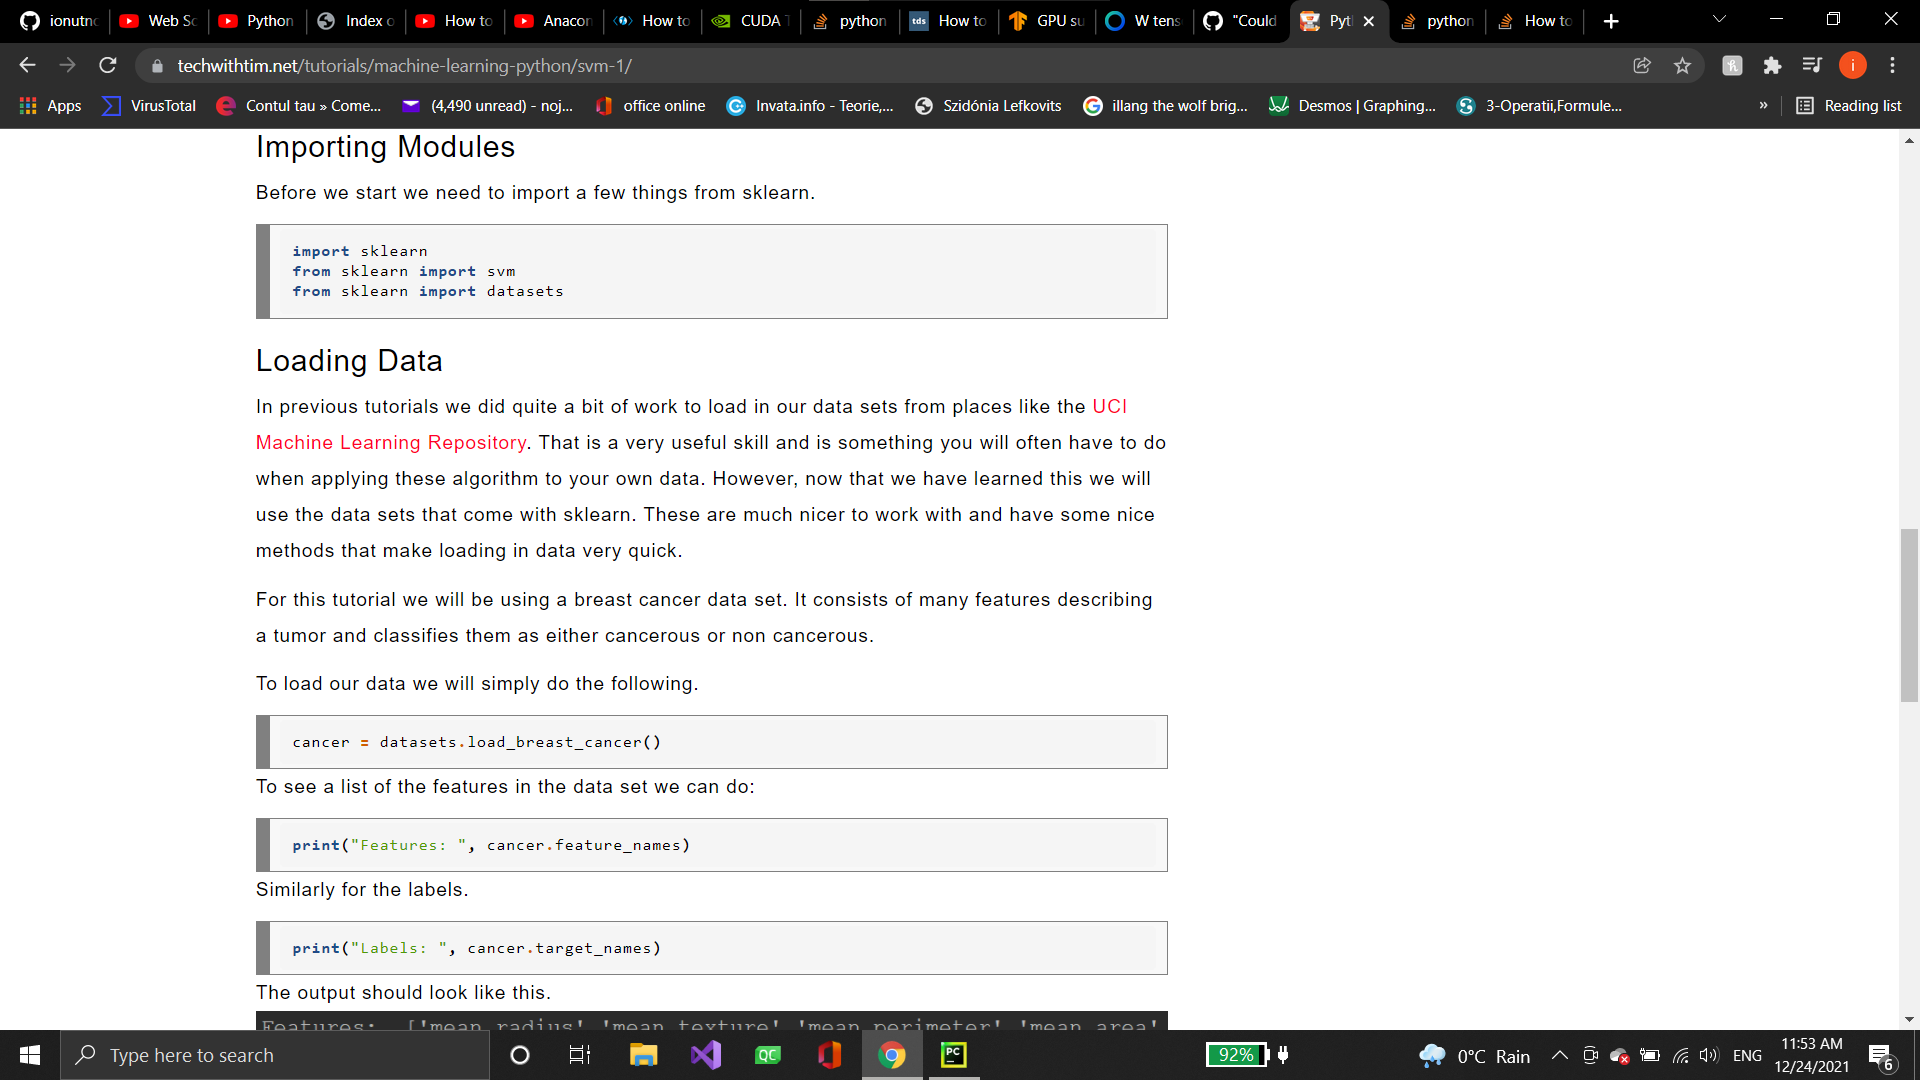 ionutno
Web Sc
Python
Index o
How to
Anacor
How to
CUDA T
python
How to
GPU su
W tens
"Could
Pyt
python
How to
techwithtim.net/tutorials/machine-learning-python/svm-1/
Apps
VirusTotal
Contul tau » Come...
(4,490 unread) - noj...
office online
Invata.info - Teorie,...
Szidónia Lefkovits
illang the wolf brig...
Desmos | Graphing...
3-Operatii,Formule...
»
Reading list
Importing Modules
Before we start we need to import a few things from sklearn.
import sklearn
from sklearn import svm
from sklearn import datasets
Loading Data
In previous tutorials we did quite a bit of work to load in our data sets from places like the UCI
Machine Learning Repository. That is a very useful skill and is something you will often have to do
when applying these algorithm to your own data. However, now that we have learned this we will
use the data sets that come with sklearn. These are much nicer to work with and have some nice
methods that make loading in data very quick.
For this tutorial we will be using a breast cancer data set. It consists of many features describing
a tumor and classifies them as either cancerous or non cancerous.
To load our data we will simply do the following.
cancer = datasets.load_breast_cancer()
To see a list of the features in the data set we can do:
print("Features: ", cancer.feature_names)
Similarly for the labels.
print("Labels: ", cancer.target_names)
The output should look like this.
Features:  ['mean radius' 'mean texture' 'mean perimeter' 'mean area'
Type here to search
QC
PC
92%
0°C Rain
ENG
11:53 AM
12/24/2021
6